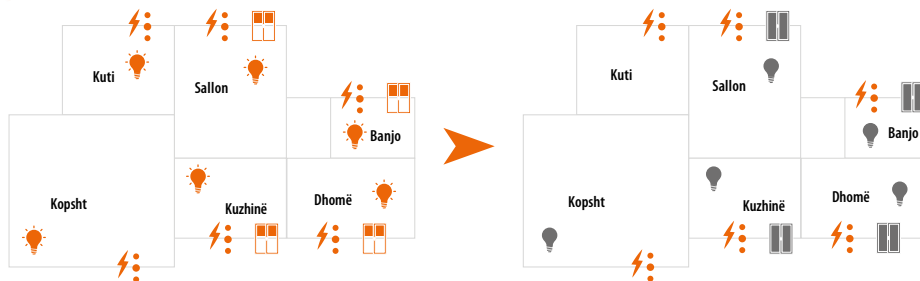 Kuti
Sallon
Banjo
Kopsht
Kuzhinë
Dhomë
Kuti
Sallon
Banjo
Kopsht
Kuzhinë
Dhomë